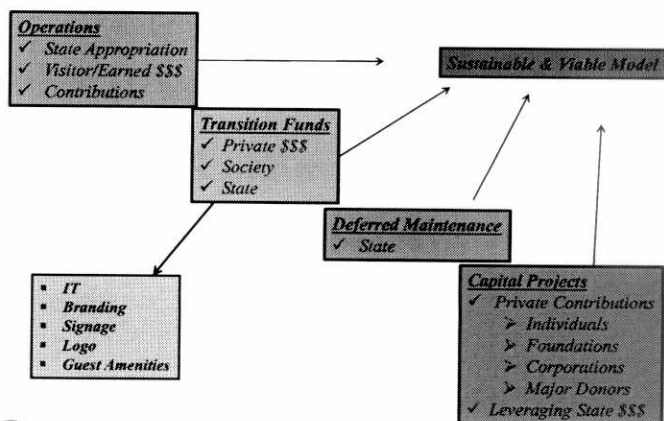 Operations
✓ State Appropriation
✓ Visitor/Earned $$$
✓ Contributions
Sustainable & Viable Model
Transition Funds
✓ Private $$$
✓ Society
✓ State
Deferred Maintenance
✓ State
▪ IT
▪ Branding
▪ Signage
▪ Logo
▪ Guest Amenities
Capital Projects
✓ Private Contributions
➢ Individuals
➢ Foundations
➢ Corporations
➢ Major Donors
✓ Leveraging State $$$